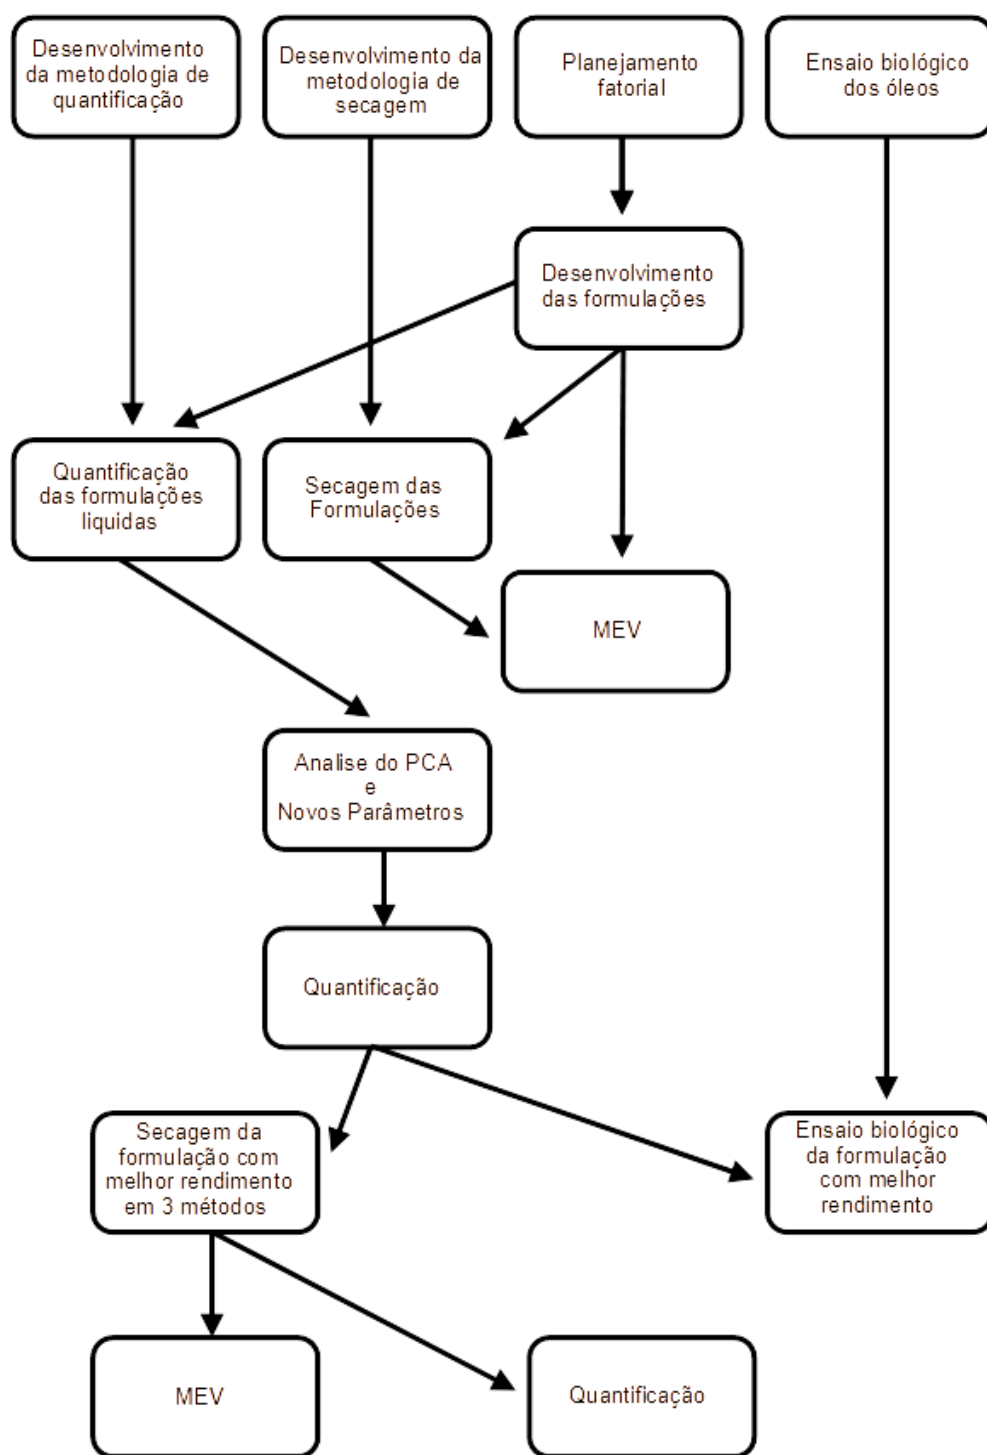 Desenvolvimento
da metodologia de
quantificação
Desenvolvimento da
metodologia de
secagem
Planejamento
fatorial
Ensaio biológico
dos óleos
Desenvolvimento
das formulações
Quantificação
das formulações
liquidas
Secagem das
Formulações
MEV
Analise do PCA
e
Novos Parâmetros
Quantificação
Secagem da
formulação com
melhor rendimento
em 3 métodos
Ensaio biológico
da formulação
com melhor
rendimento
MEV
Quantificação